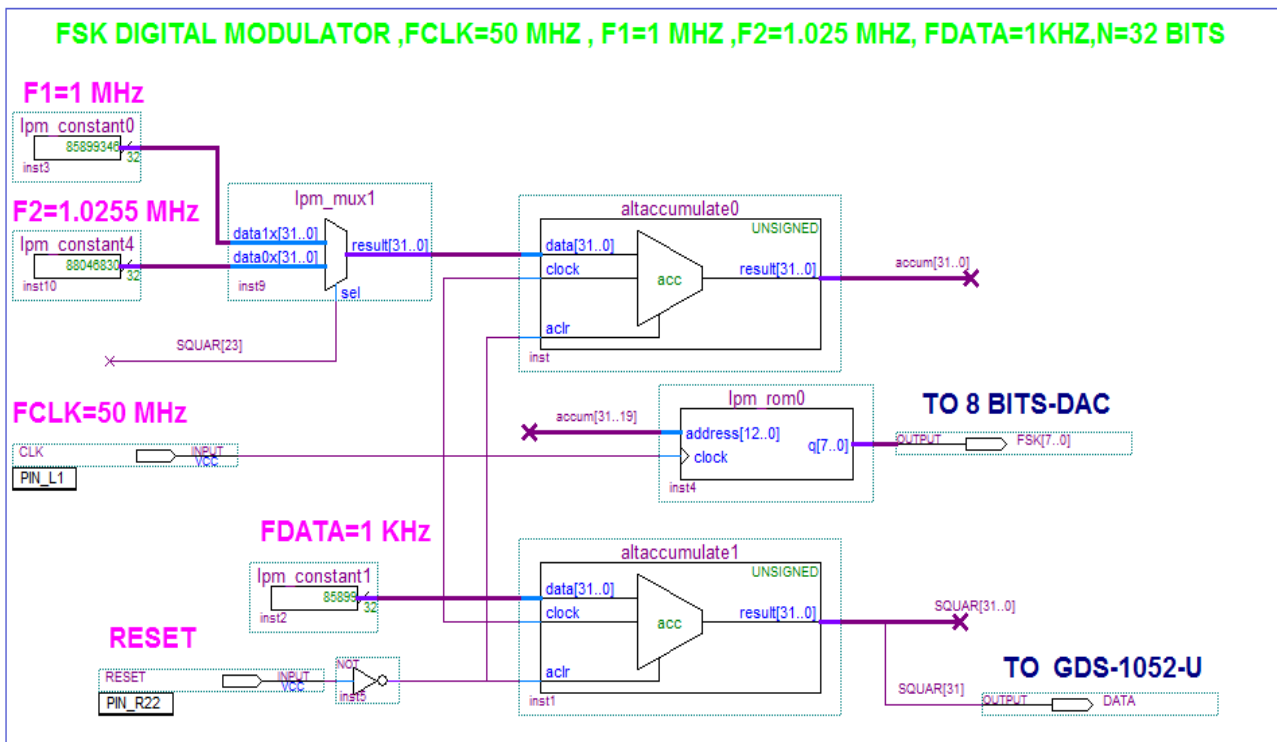 FSK DIGITAL MODULATOR ,FCLK=50 MHZ , F1=1 MHZ ,F2=1.025 MHZ, FDATA=1KHZ,N=32 BITS
F1=1 MHz
lpm_constant0
85899346
32
inst3
F2=1.0255 MHz
lpm_constant4
88046830
32
inst10
lpm_mux1
data1x[31..0]
result[31..0]
data0x[31..0]
inst9
sel
SQUAR[23]
altaccumulate0
UNSIGNED
data[31..0]
clock
result[31..0]
acc
aclr
inst
accum[31..0]
FCLK=50 MHz
CLK
INPUT
VCC
PIN_L1
accum[31..19]
lpm_rom0
address[12..0]
q[7..0]
clock
inst4
TO 8 BITS-DAC
OUTPUT
FSK[7..0]
FDATA=1 KHz
lpm_constant1
85899
32
inst2
altaccumulate1
UNSIGNED
data[31..0]
clock
result[31..0]
acc
aclr
inst1
SQUAR[31..0]
RESET
RESET
INPUT
VCC
PIN_R22
NOT
inst5
TO GDS-1052-U
SQUAR[31]
OUTPUT
DATA